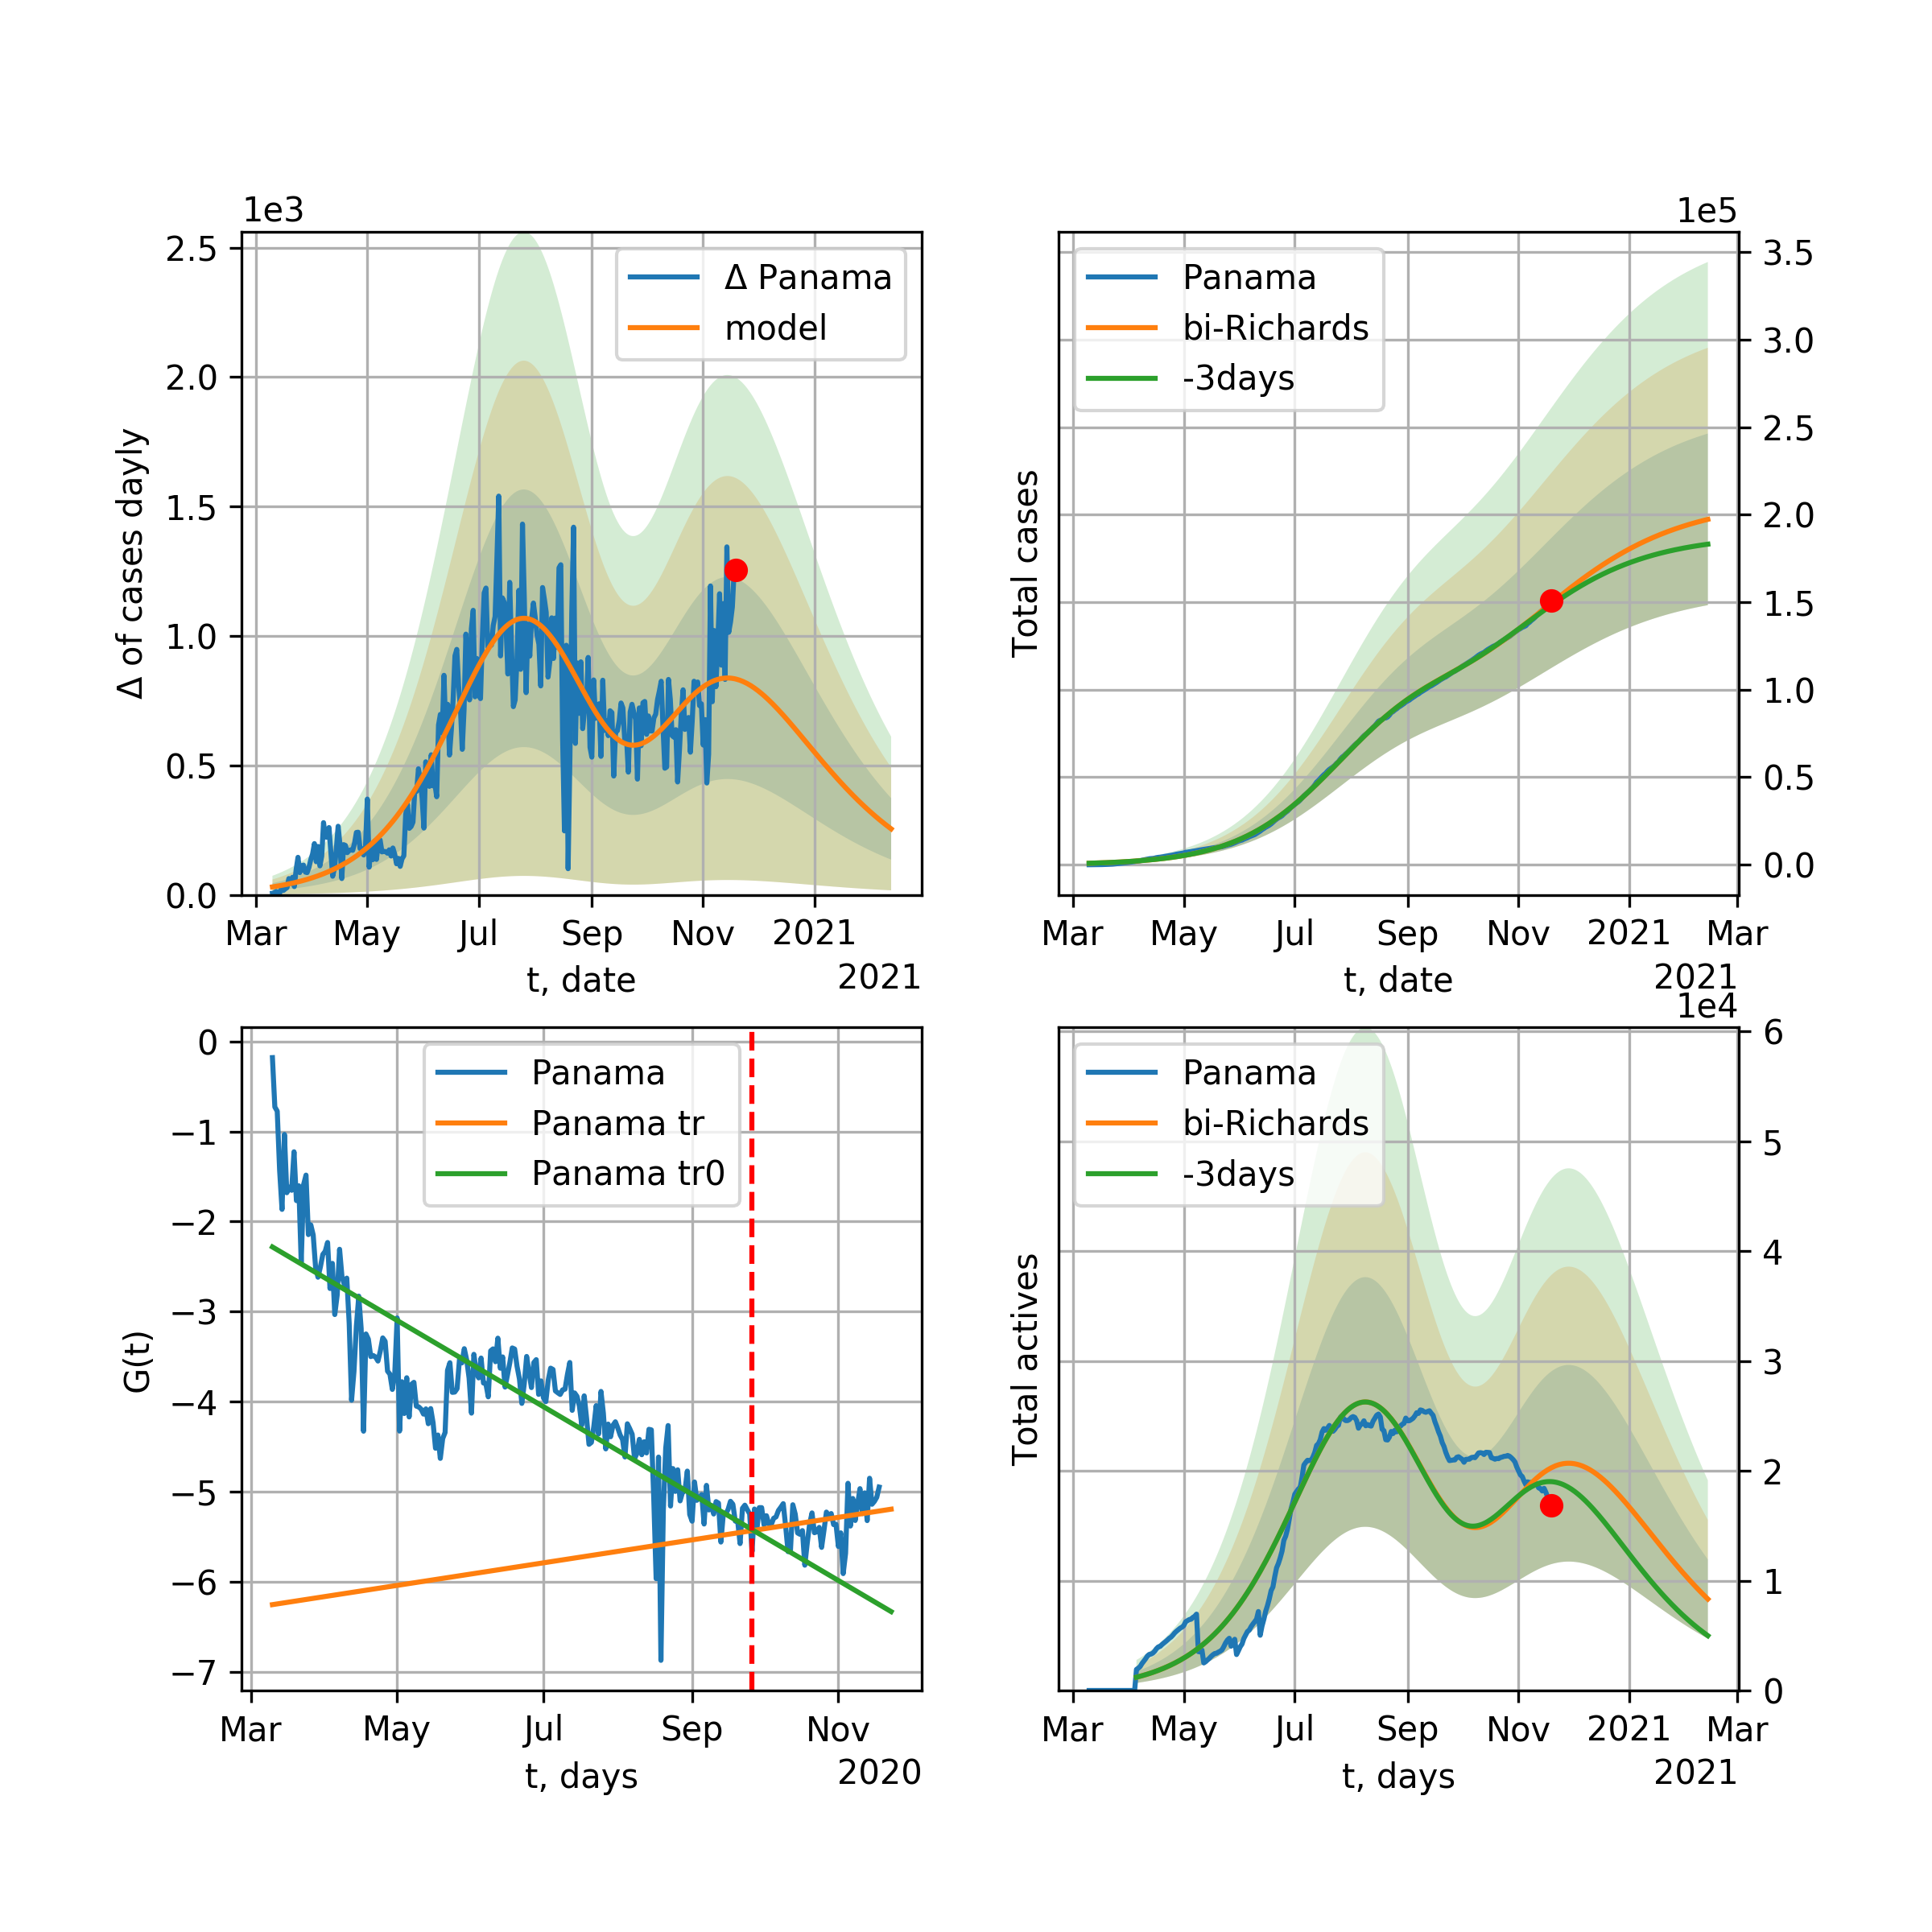 1e3
Δ of cases dayly
2.5
2.0
1.5
1.0
0.5
0.0
Δ Panama
model
Mar May Jul Sep Nov 2021
t, date
2021
1e5
Total cases
Panama
bi-Richards
-3days
3.5
3.0
2.5
2.0
1.5
1.0
0.5
0.0
Mar May Jul Sep Nov 2021 Mar
t, date
2021
G(t)
0
−1
−2
−3
−4
−5
−6
−7
Panama
Panama tr
Panama tr0
Mar May Jul Sep Nov
t, days
2020
1e4
Total actives
Panama
bi-Richards
-3days
6
5
4
3
2
1
0
Mar May Jul Sep Nov 2021 Mar
t, days
2021